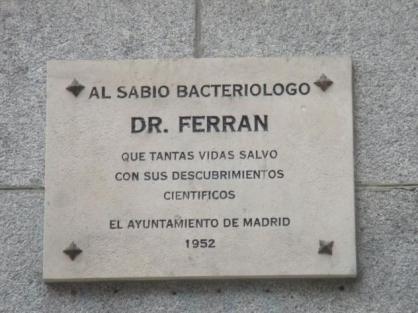 AL SABIO BACTERIOLOGO
DR. FERRAN
QUE TANTAS VIDAS SALVO
CON SUS DESCUBRIMIENTOS
CIENTIFICOS
EL AYUNTAMIENTO DE MADRID
1952